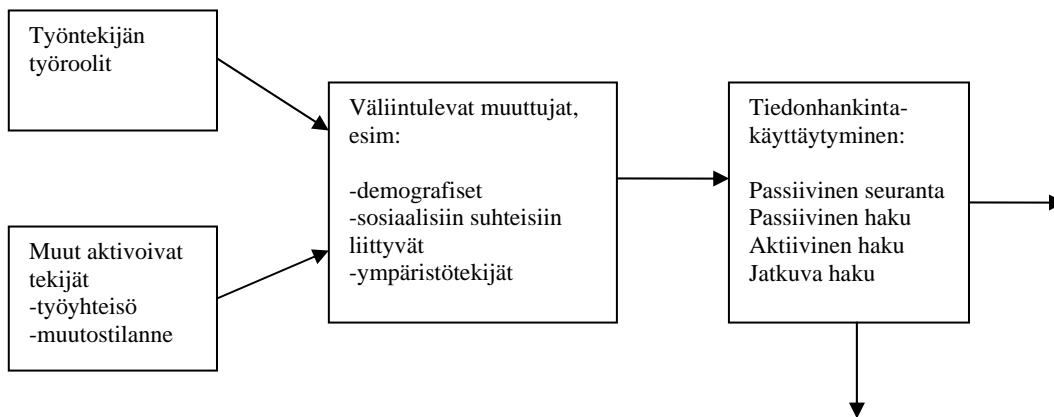 Työntekijän
työroolit
Muut aktivoivat
tekijät
-työyhteisö
-muutostilanne
Väliintulevat muuttujat,
esim:
-demografiset
-sosiaalisiin suhteisiin
liittyvät
-ympäristötekijät
Tiedonhankinta-
käyttäytyminen:
Passiivinen seuranta
Passiivinen haku
Aktiivinen haku
Jatkuva haku